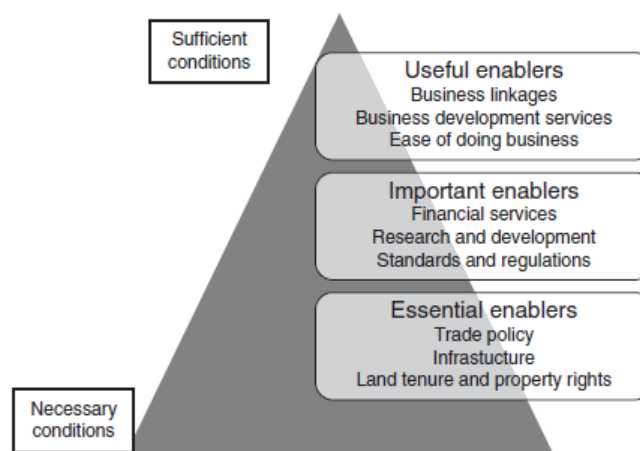 Sufficient
conditions
Useful enablers
Business linkages
Business development services
Ease of doing business
Important enablers
Financial services
Research and development
Standards and regulations
Essential enablers
Trade policy
Infrastucture
Land tenure and property rights
Necessary
conditions